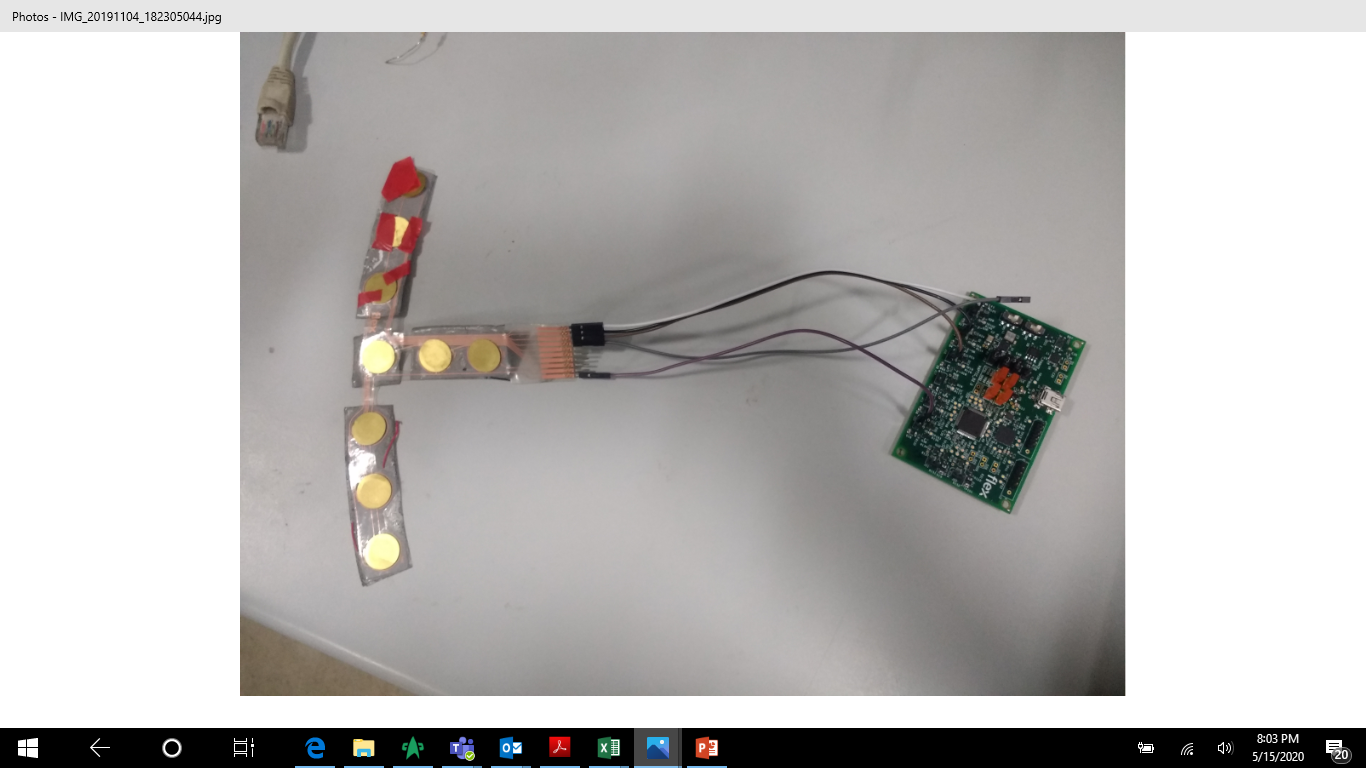 Photos - IMG_20191104_182305044.jpg
flex
8:03 PM
5/15/2020
20